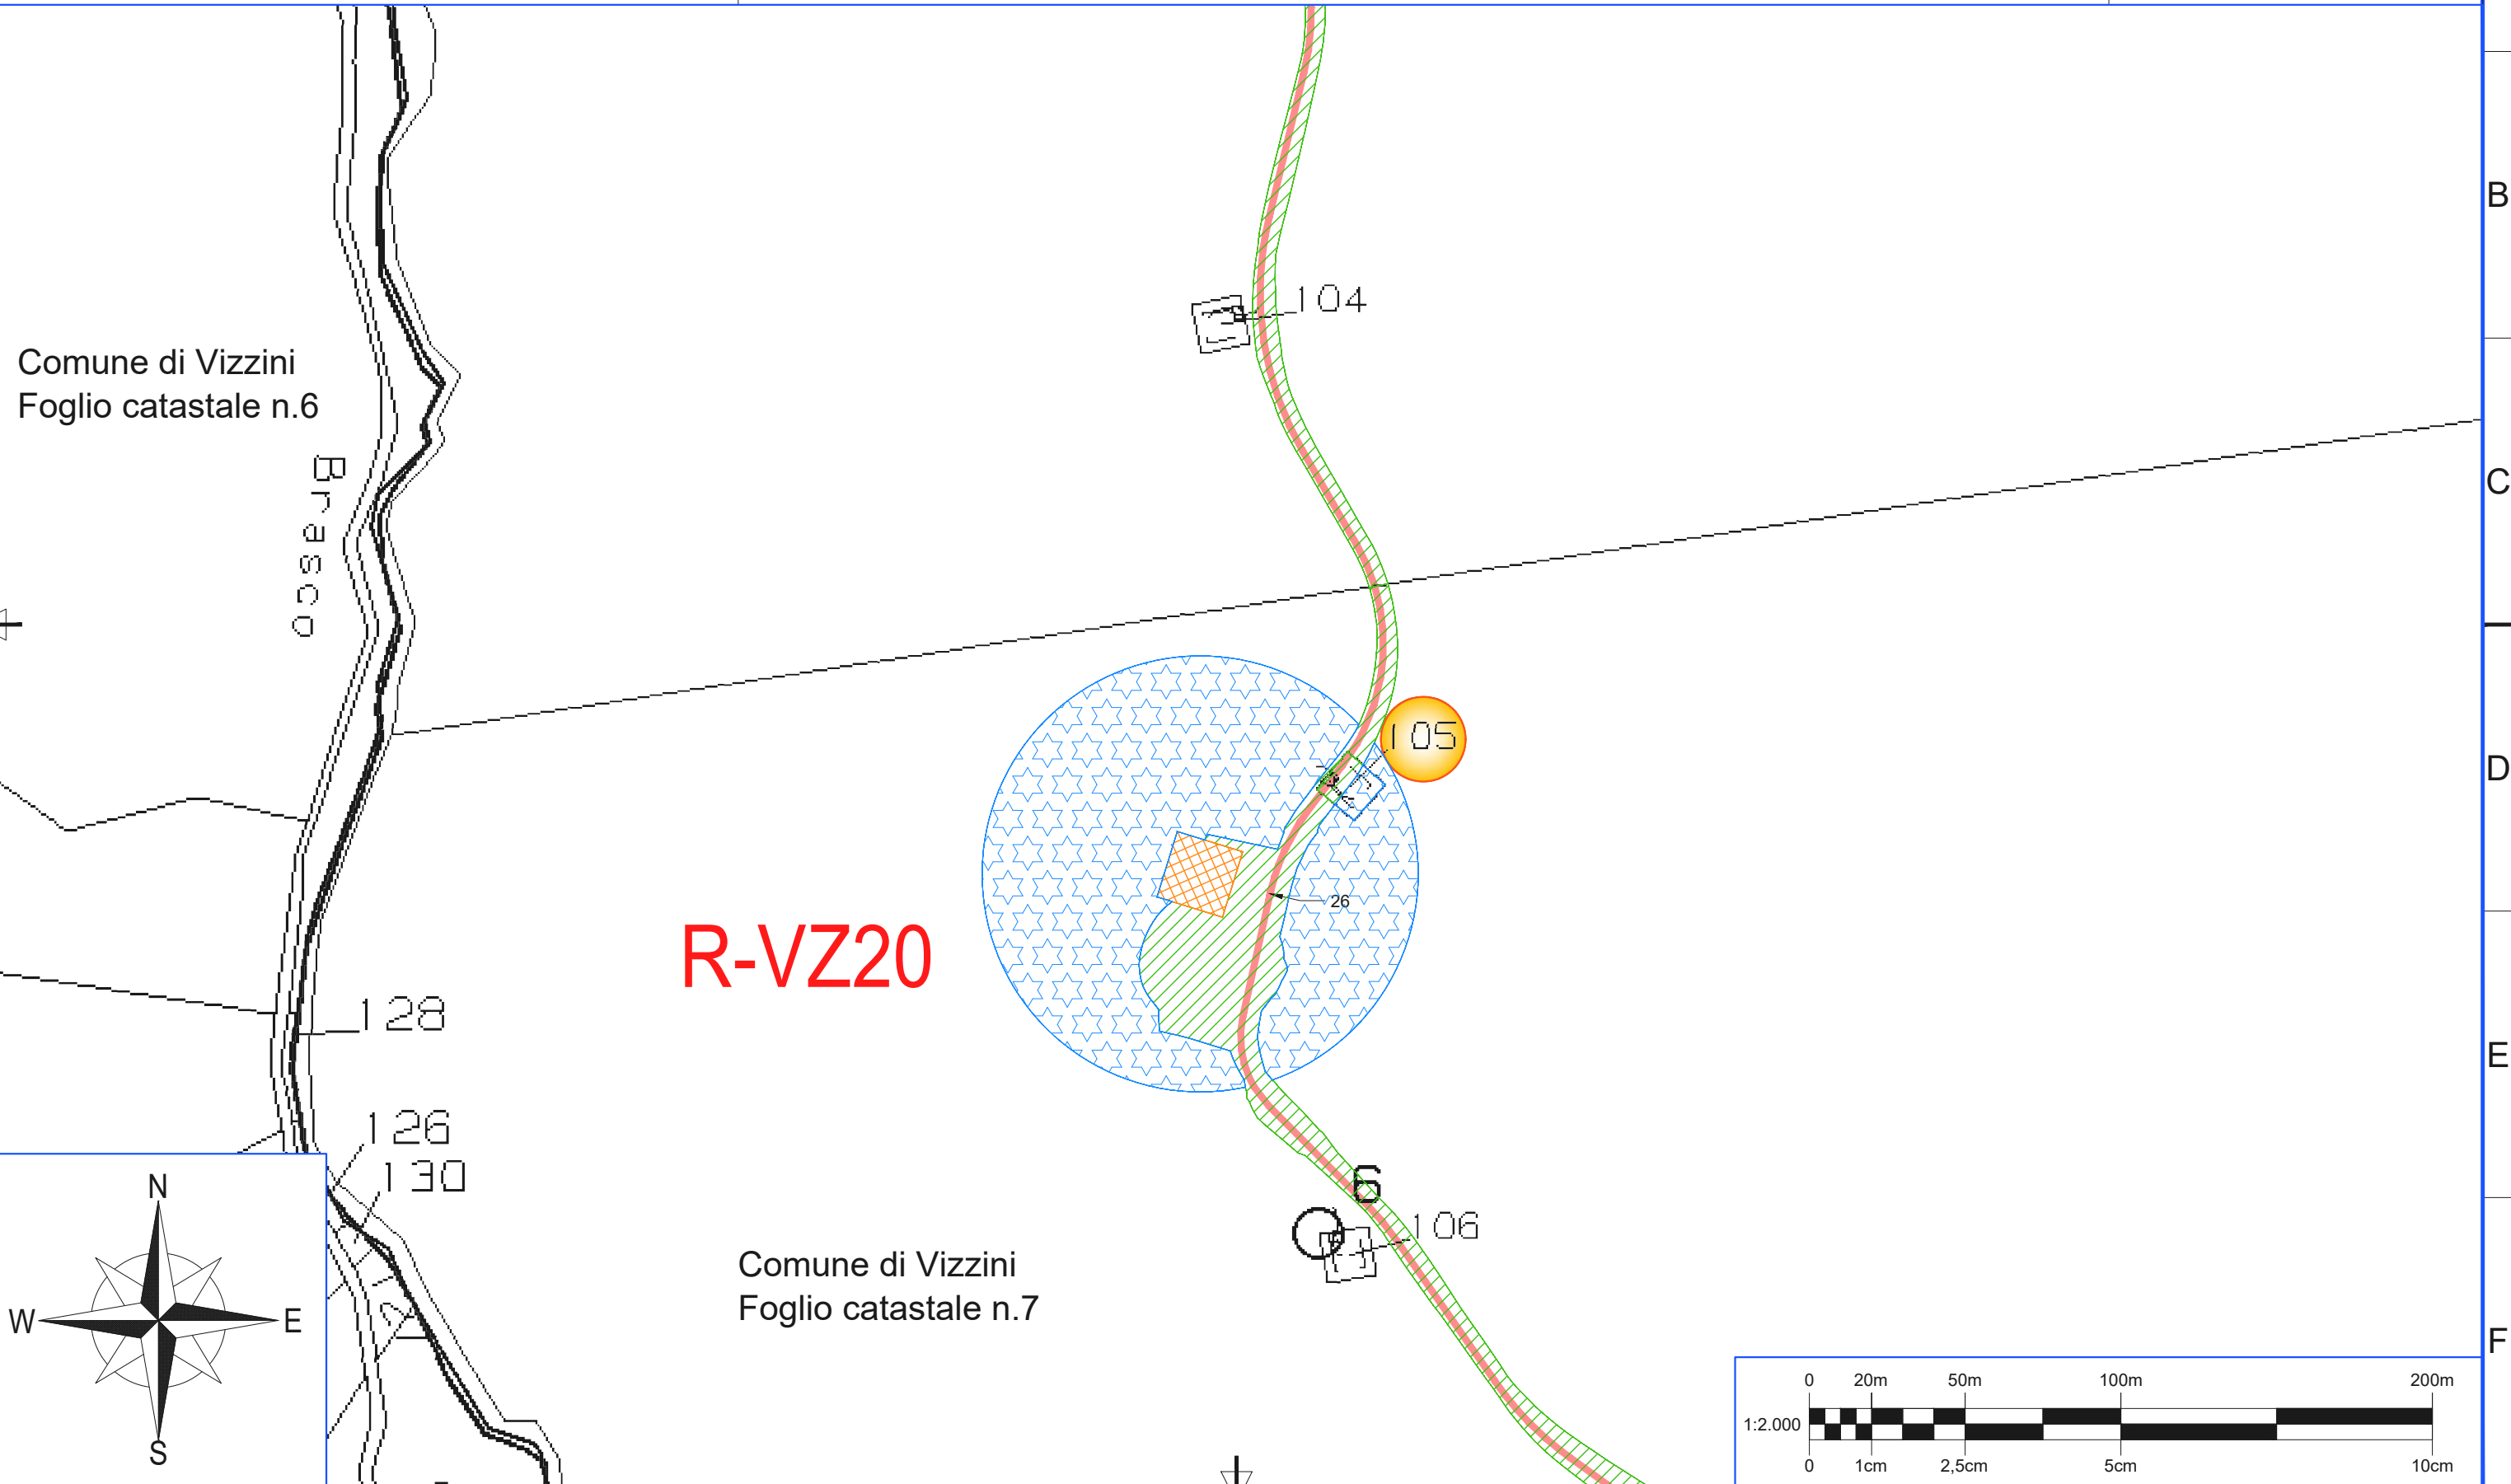 B
104
Comune di Vizzini
Foglio catastale n.6
Brasco
C
105
D
26
R-VZ20
128
E
126
130
6
106
Comune di Vizzini
Foglio catastale n.7
N
W
E
S
F
0 20m 50m 100m 200m
1:2.000
0 1cm 2,5cm 5cm 10cm